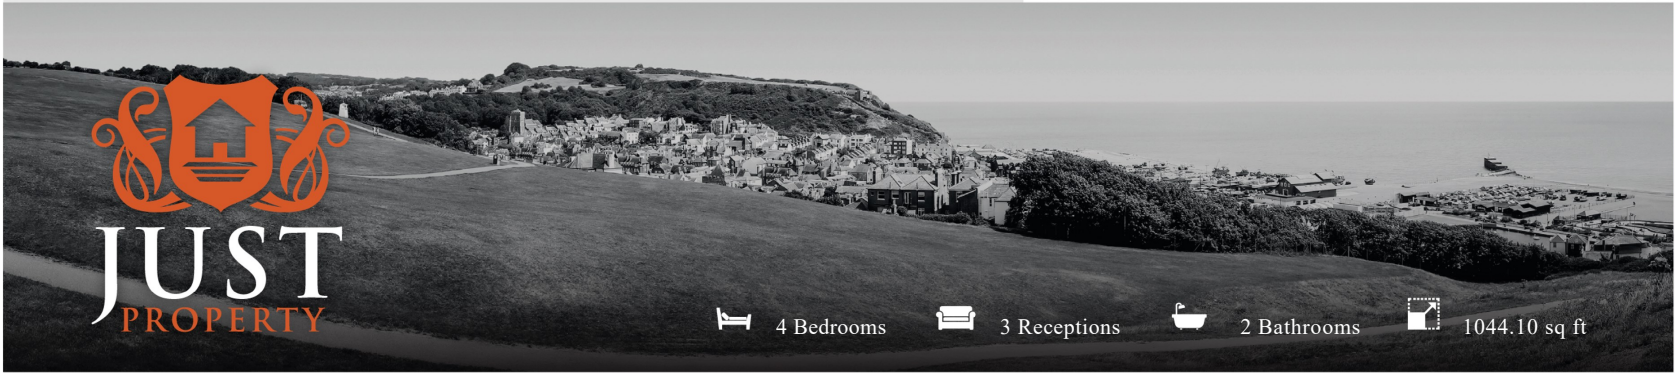 JUST
PROPERTY
4 Bedrooms
3 Receptions
2 Bathrooms
1044.10 sq ft